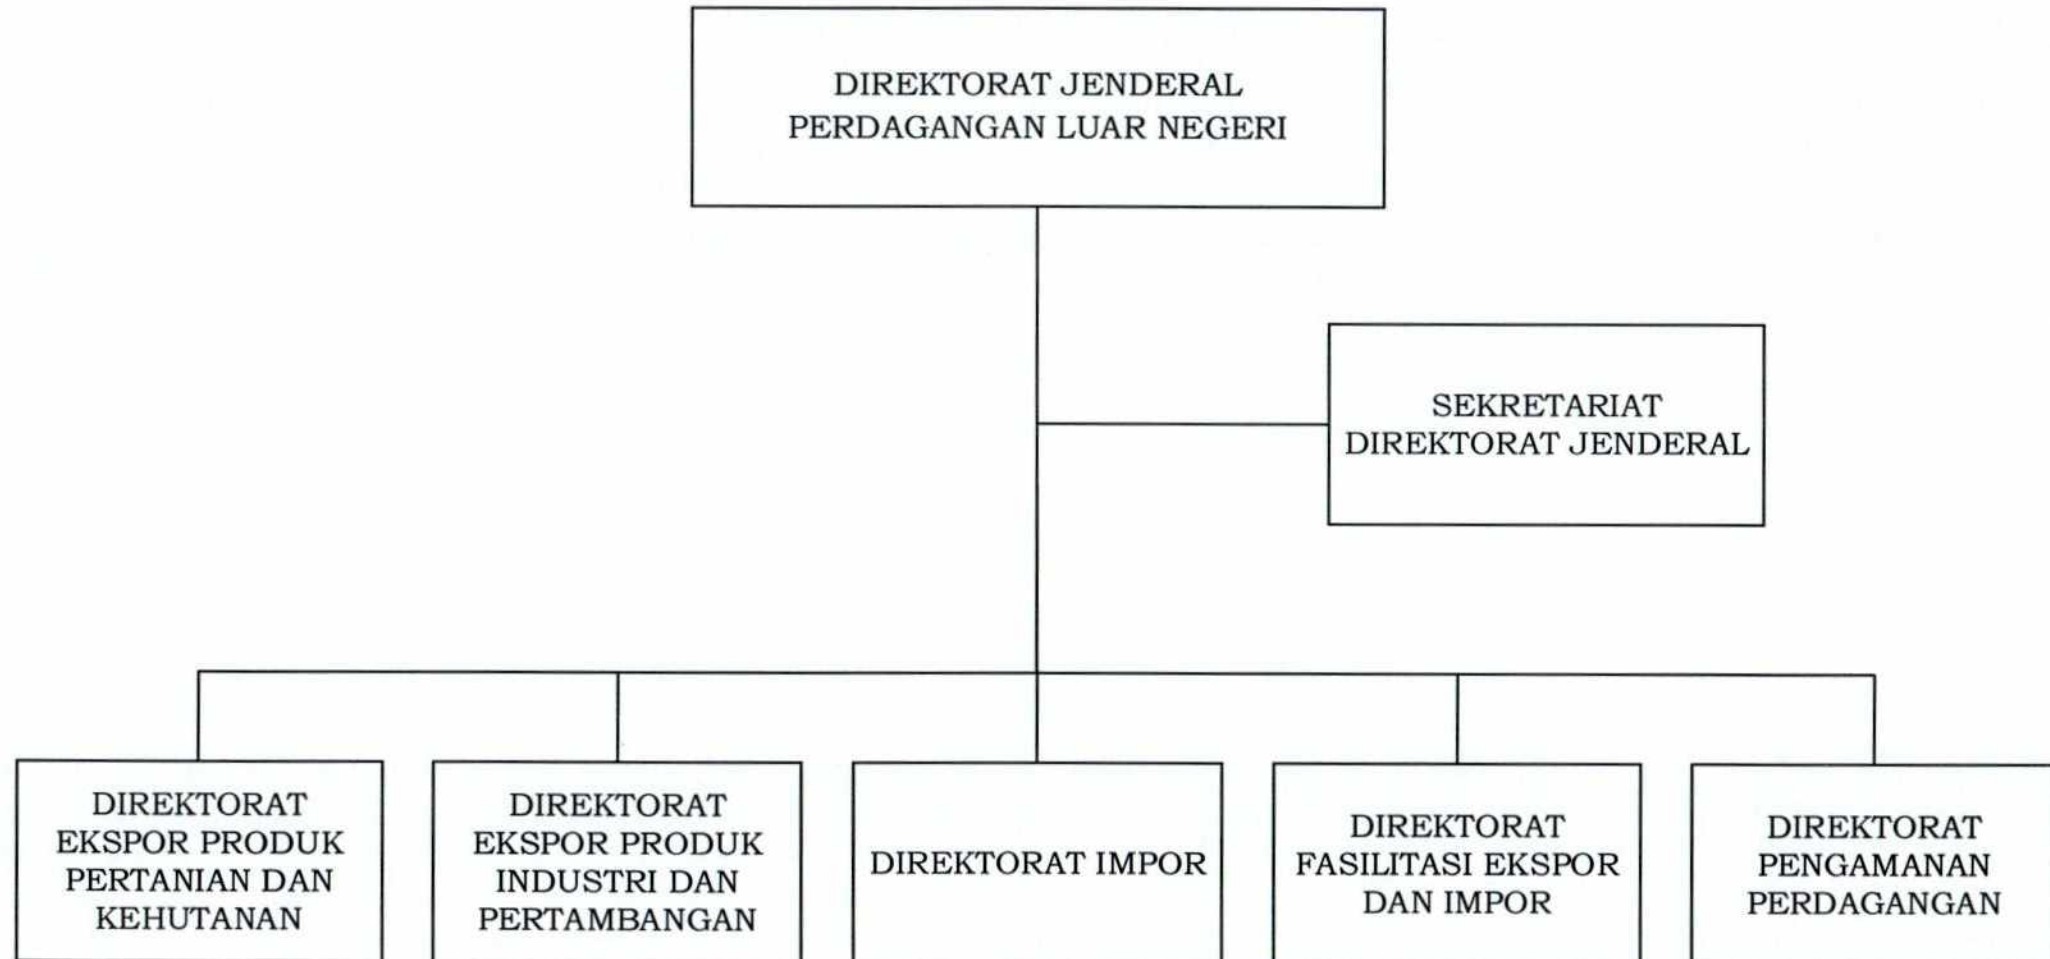 DIREKTORAT JENDERAL
PERDAGANGAN LUAR NEGERI
SEKRETARIAT
DIREKTORAT JENDERAL
DIREKTORAT
EKSPOR PRODUK
PERTANIAN DAN
KEHUTANAN
DIREKTORAT
EKSPOR PRODUK
INDUSTRI DAN
PERTAMBANGAN
DIREKTORAT IMPOR
DIREKTORAT
FASILITASI EKSPOR
DAN IMPOR
DIREKTORAT
PENGAMANAN
PERDAGANGAN